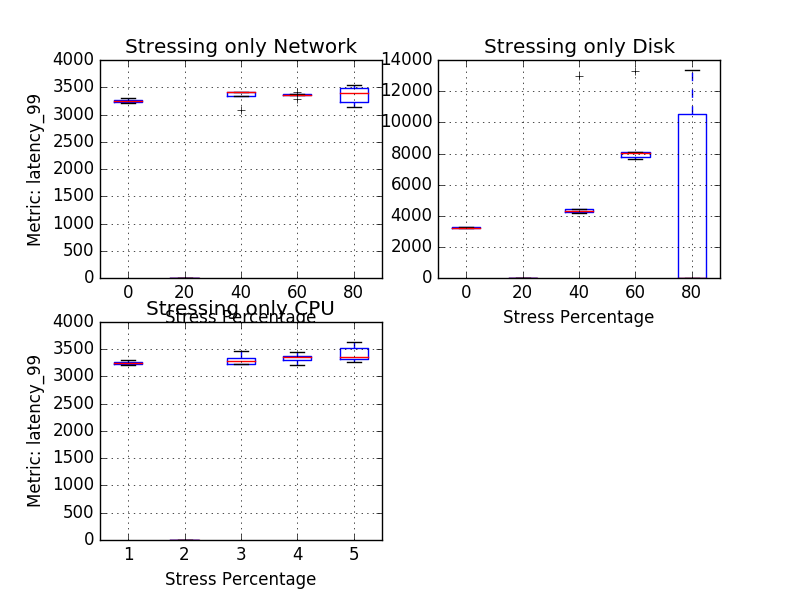 Stressing only Network
Stressing only Disk
4000
3500
3000
2500
2000
1500
1000
500
0
Metric: latency_99
0 20 40 60 80
Stress Percentage
14000
12000
10000
8000
6000
4000
2000
0
0 20 40 60 80
Stress Percentage
Stressing only CPU
4000
3500
3000
2500
2000
1500
1000
500
0
Metric: latency_99
1 2 3 4 5
Stress Percentage